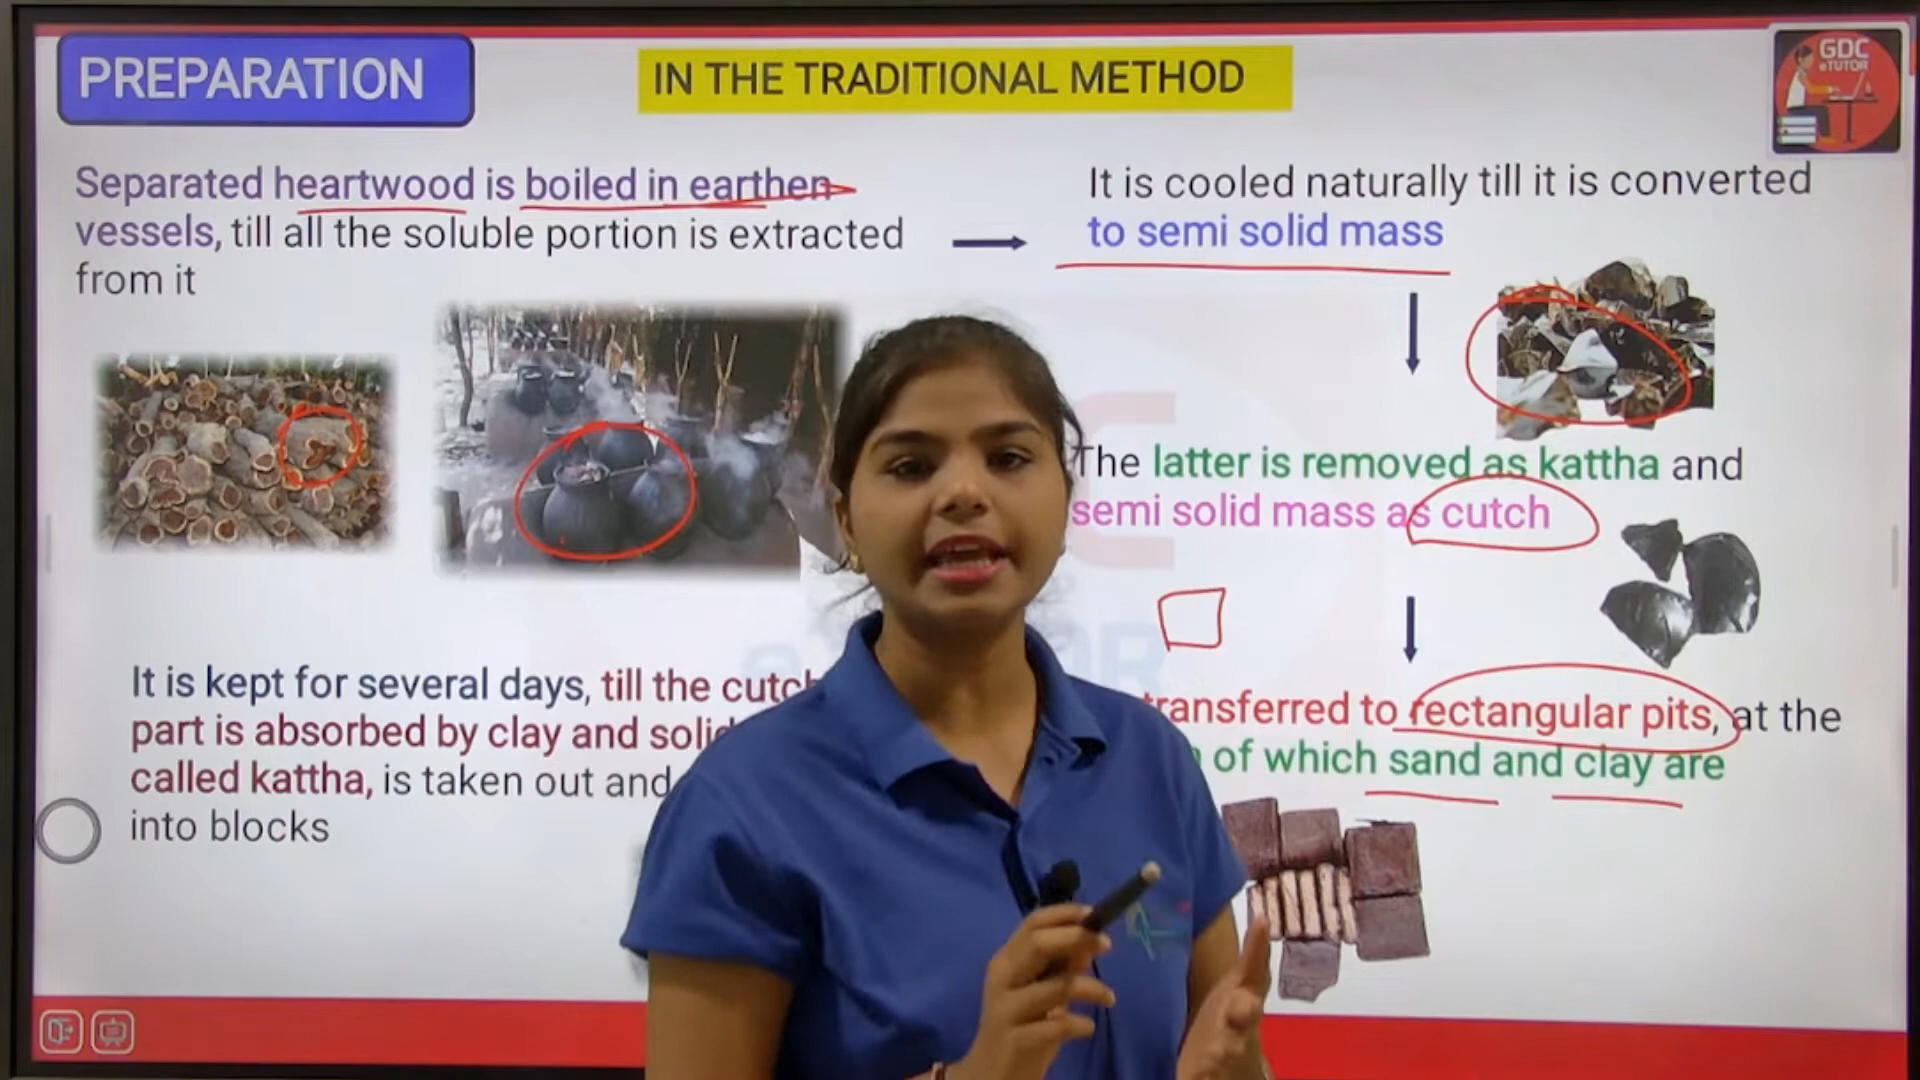 PREPARATION
IN THE TRADITIONAL METHOD
GDC
eTUTOR
Separated heartwood is boiled in earthen
vessels, till all the soluble portion is extracted
from it
It is cooled naturally till it is converted
to semi solid mass
The latter is removed as kattha and
semi solid mass as cutch
transferred to rectangular pits, at the
of which sand and clay are
It is kept for several days, till the cutch
part is absorbed by clay and
called kattha, is taken out and
into blocks